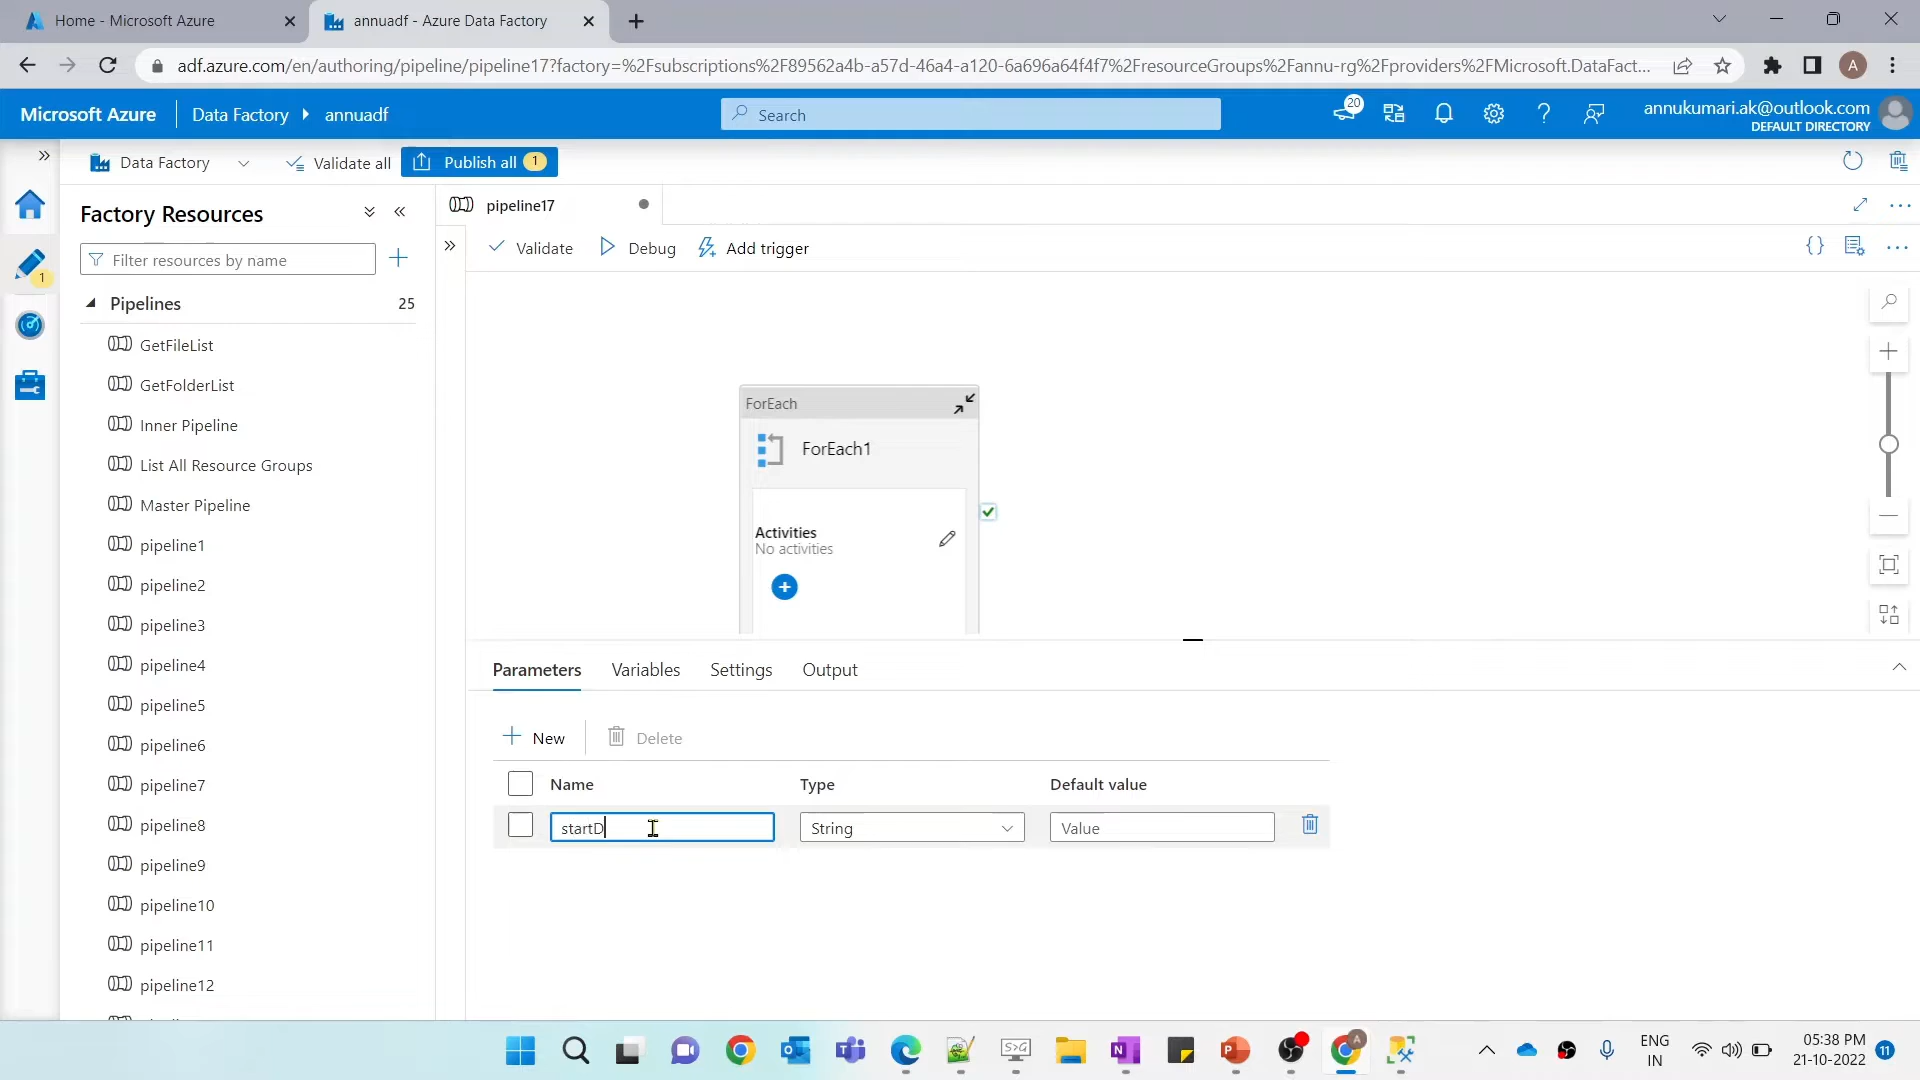 Home - Microsoft Azure
annuadf - Azure Data Factory
adf.azure.com/en/authoring/pipeline/pipeline17?factory=%2Fsubscriptions%2F89562a4b-a57d-46a4-a120-6a696a64f4f7%2FresourceGroups%2Fannu-rg%2Fproviders%2FMicrosoft.DataFact...
A
Microsoft Azure
Data Factory
annuadf
Search
20
annukumari.ak@outlook.com
DEFAULT DIRECTORY
Data Factory
Validate all
Publish all
1
Factory Resources
pipeline17
Filter resources by name
1
Validate
Debug
Add trigger
Pipelines
25
GetFileList
GetFolderList
Inner Pipeline
List All Resource Groups
Master Pipeline
pipeline1
pipeline2
pipeline3
pipeline4
pipeline5
pipeline6
pipeline7
pipeline8
pipeline9
pipeline10
pipeline11
pipeline12
ForEach
ForEach1
Activities
No activities
Parameters
Variables
Settings
Output
New
Delete
Name
Type
Default value
startD
String
Value
S>G
A
ENG
IN
05:38 PM
21-10-2022
11